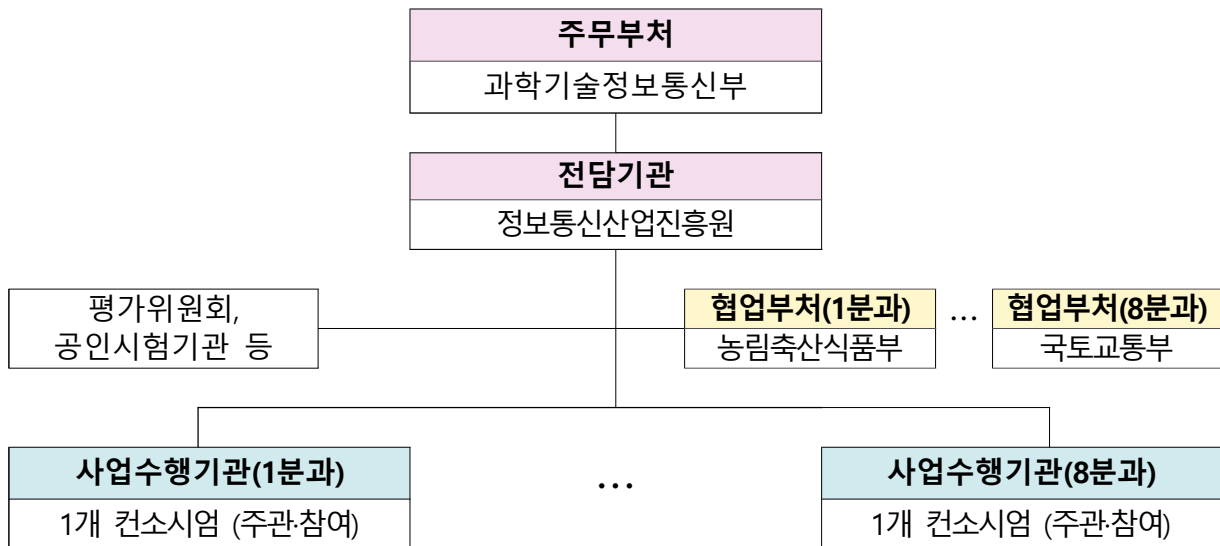 주무부처
과학기술정보통신부
전담기관
정보통신산업진흥원
평가위원회,
공인시험기관 등
협업부처(1분과)
농림축산식품부
…
협업부처(8분과)
국토교통부
사업수행기관(1분과)
1개 컨소시엄 (주관·참여)
…
사업수행기관(8분과)
1개 컨소시엄 (주관·참여)